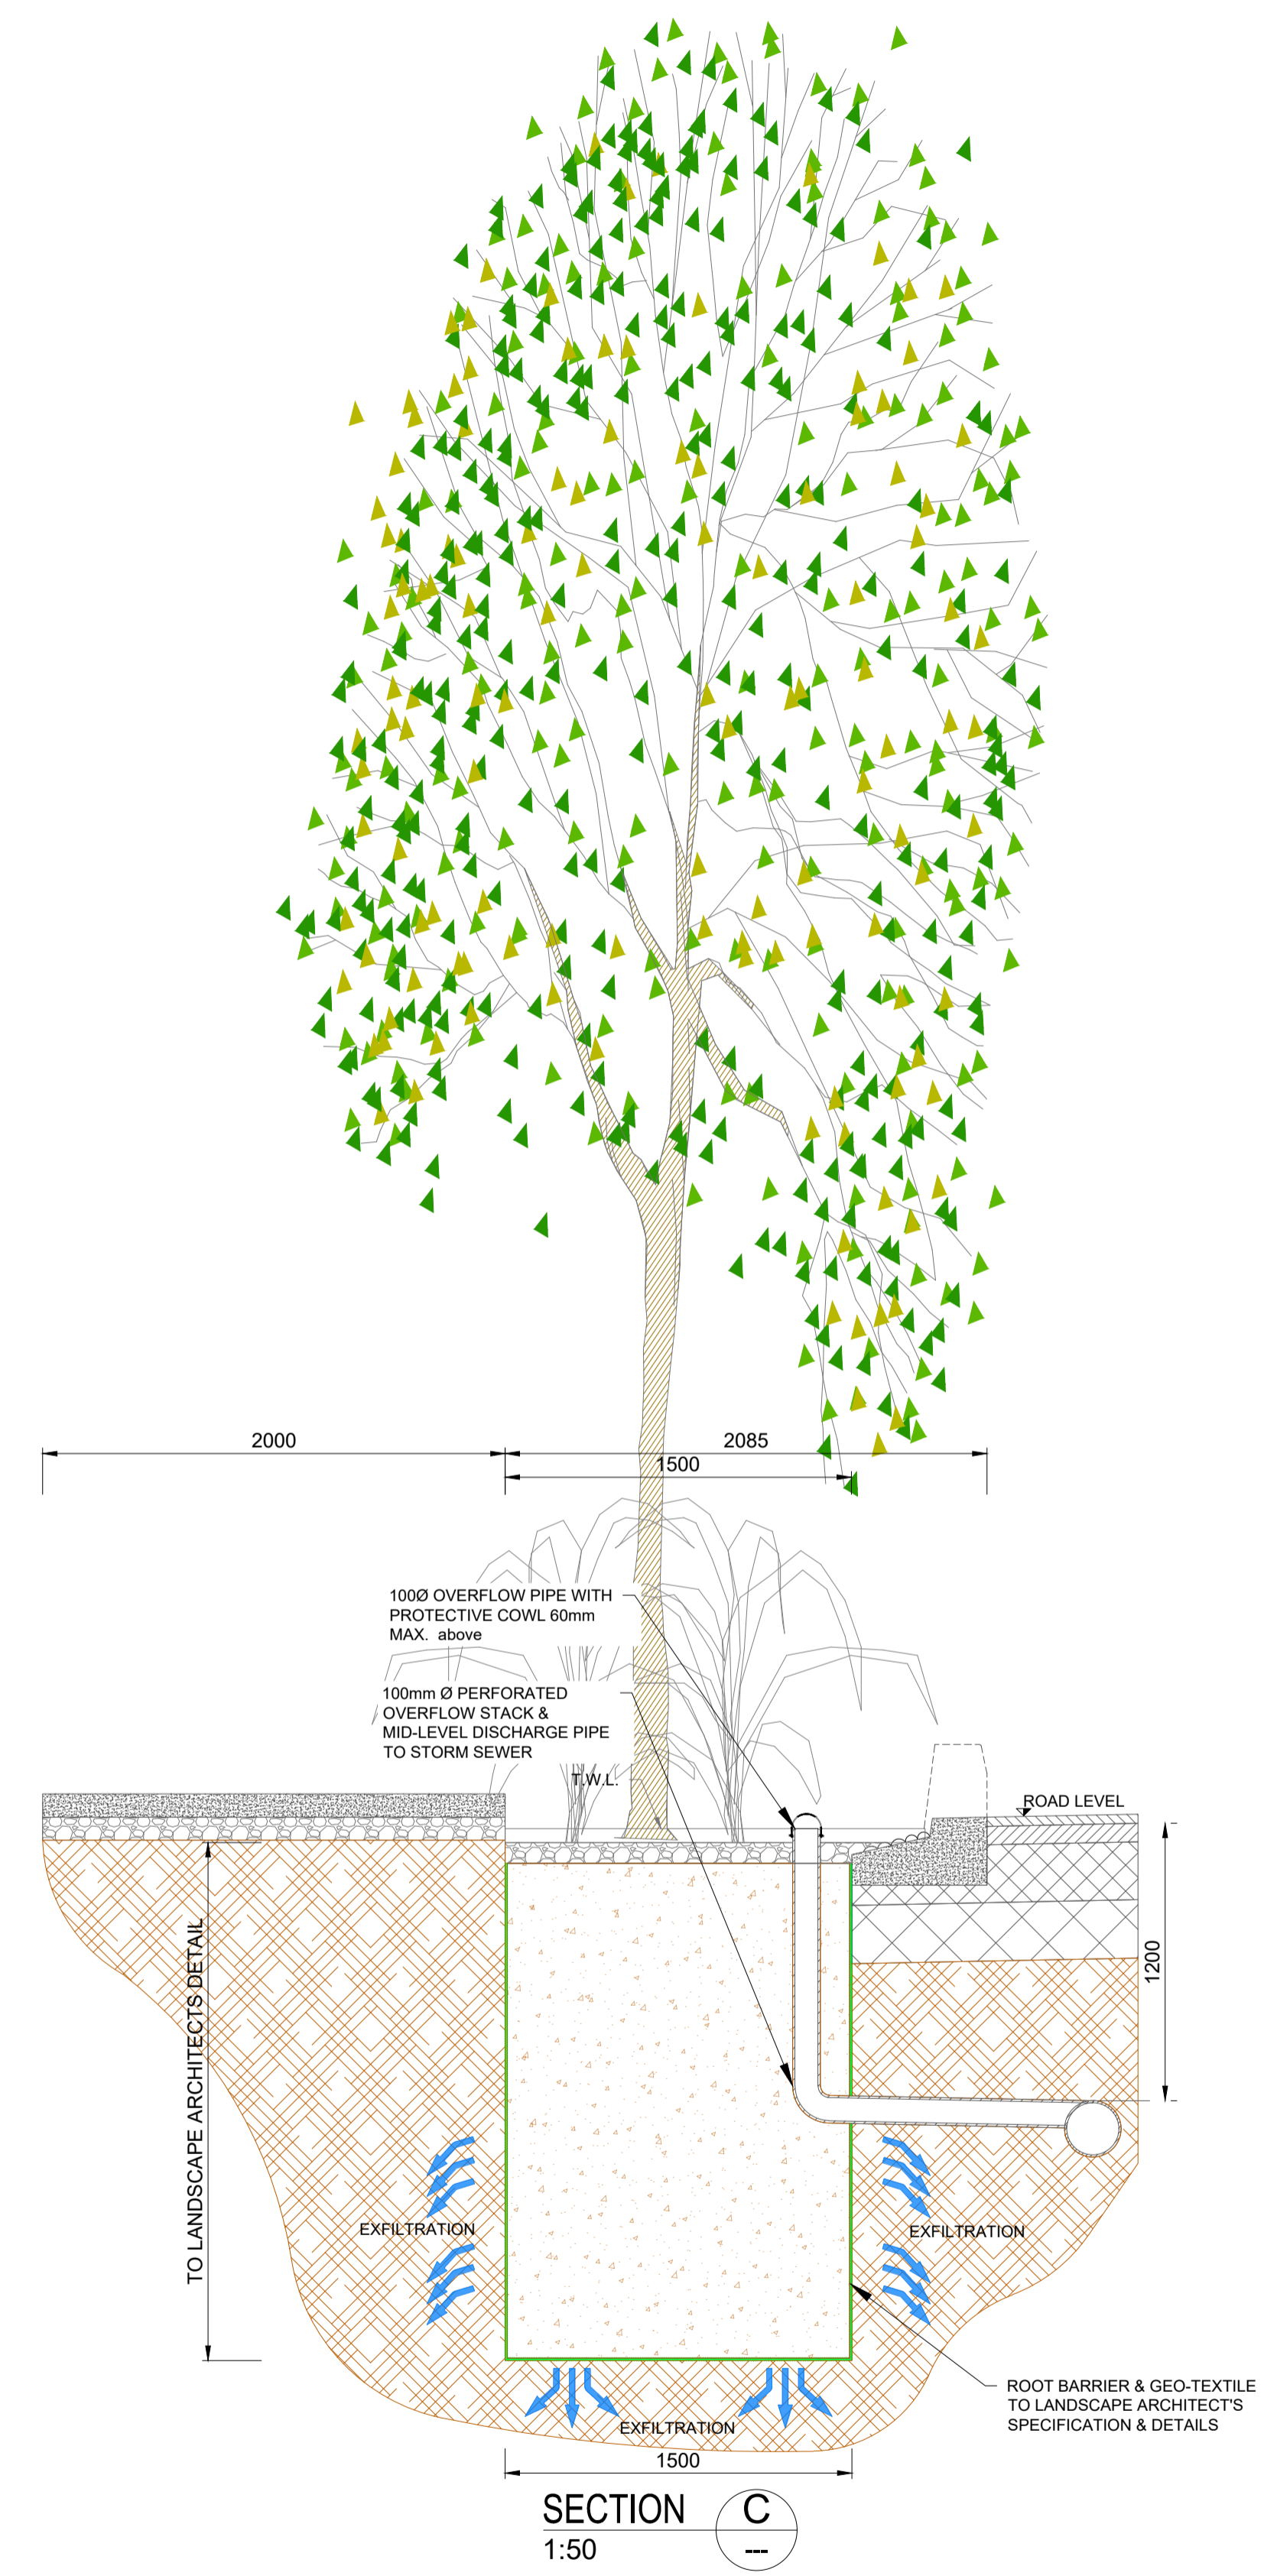 2000
2085
1500
100Ø OVERFLOW PIPE WITH
PROTECTIVE COWL 60mm
MAX. above
100mm Ø PERFORATED
OVERFLOW STACK &
MID-LEVEL DISCHARGE PIPE
TO STORM SEWER
T.W.L.
ROAD LEVEL
TO LANDSCAPE ARCHITECTS DETAIL
1200
EXFILTRATION
EXFILTRATION
ROOT BARRIER & GEO-TEXTILE
TO LANDSCAPE ARCHITECT'S
SPECIFICATION & DETAILS
EXFILTRATION
1500
SECTION C
1:50 ---